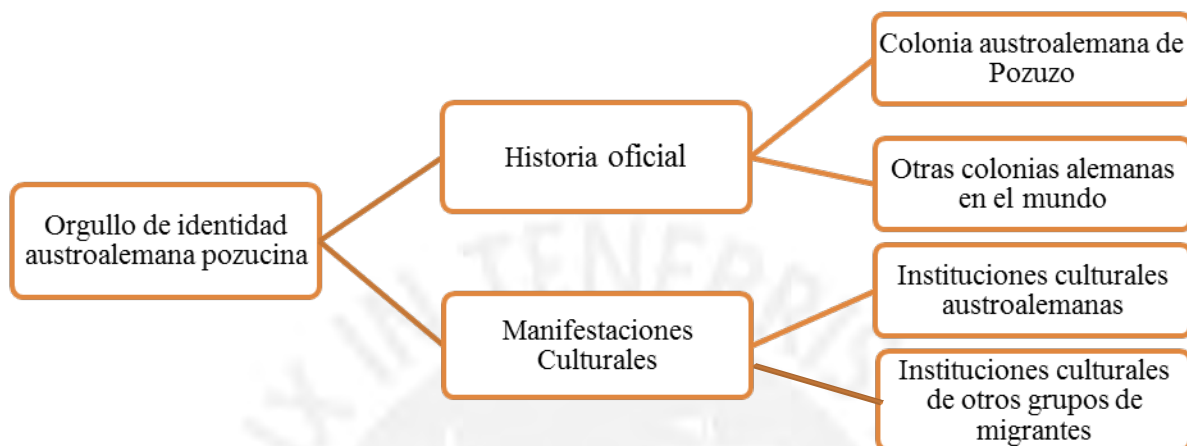 Orgullo de identidad
austroalemana pozucina
Historia oficial
Manifestaciones
Culturales
Colonia austroalemana de
Pozuzo
Otras colonias alemanas
en el mundo
Instituciones culturales
austroalemanas
Instituciones culturales
de otros grupos de
migrantes